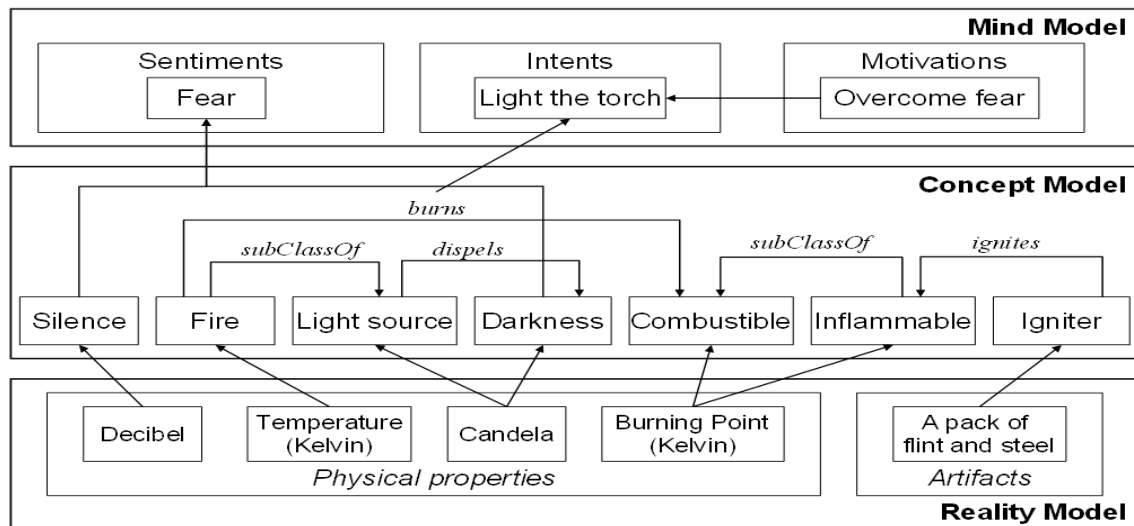 Mind Model
Sentiments
Intents
Motivations
Fear
Light the torch
Overcome fear
Concept Model
burns
subClassOf
dispels
subClassOf
ignites
Silence
Fire
Light source
Darkness
Combustible
Inflammable
Igniter
Decibel
Temperature
(Kelvin)
Candela
Burning Point
(Kelvin)
A pack of
flint and steel
Physical properties
Artifacts
Reality Model